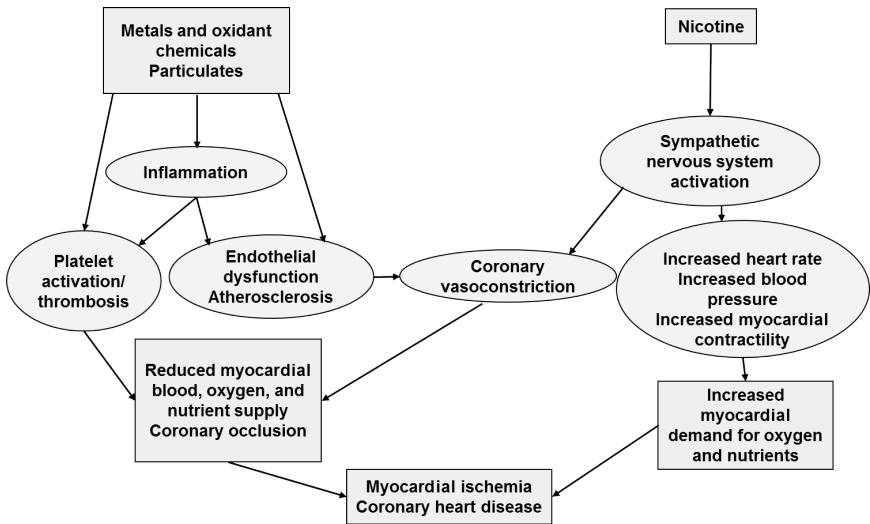 Metals and oxidant
chemicals
Particulates
Nicotine
Sympathetic
nervous system
activation
Inflammation
Platelet
activation/
thrombosis
Endothelial
dysfunction
Atherosclerosis
Coronary
vasoconstriction
Increased heart rate
Increased blood
pressure
Increased myocardial
contractility
Reduced myocardial
blood, oxygen, and
nutrient supply
Coronary occlusion
Increased
myocardial
demand for oxygen
and nutrients
Myocardial ischemia
Coronary heart disease